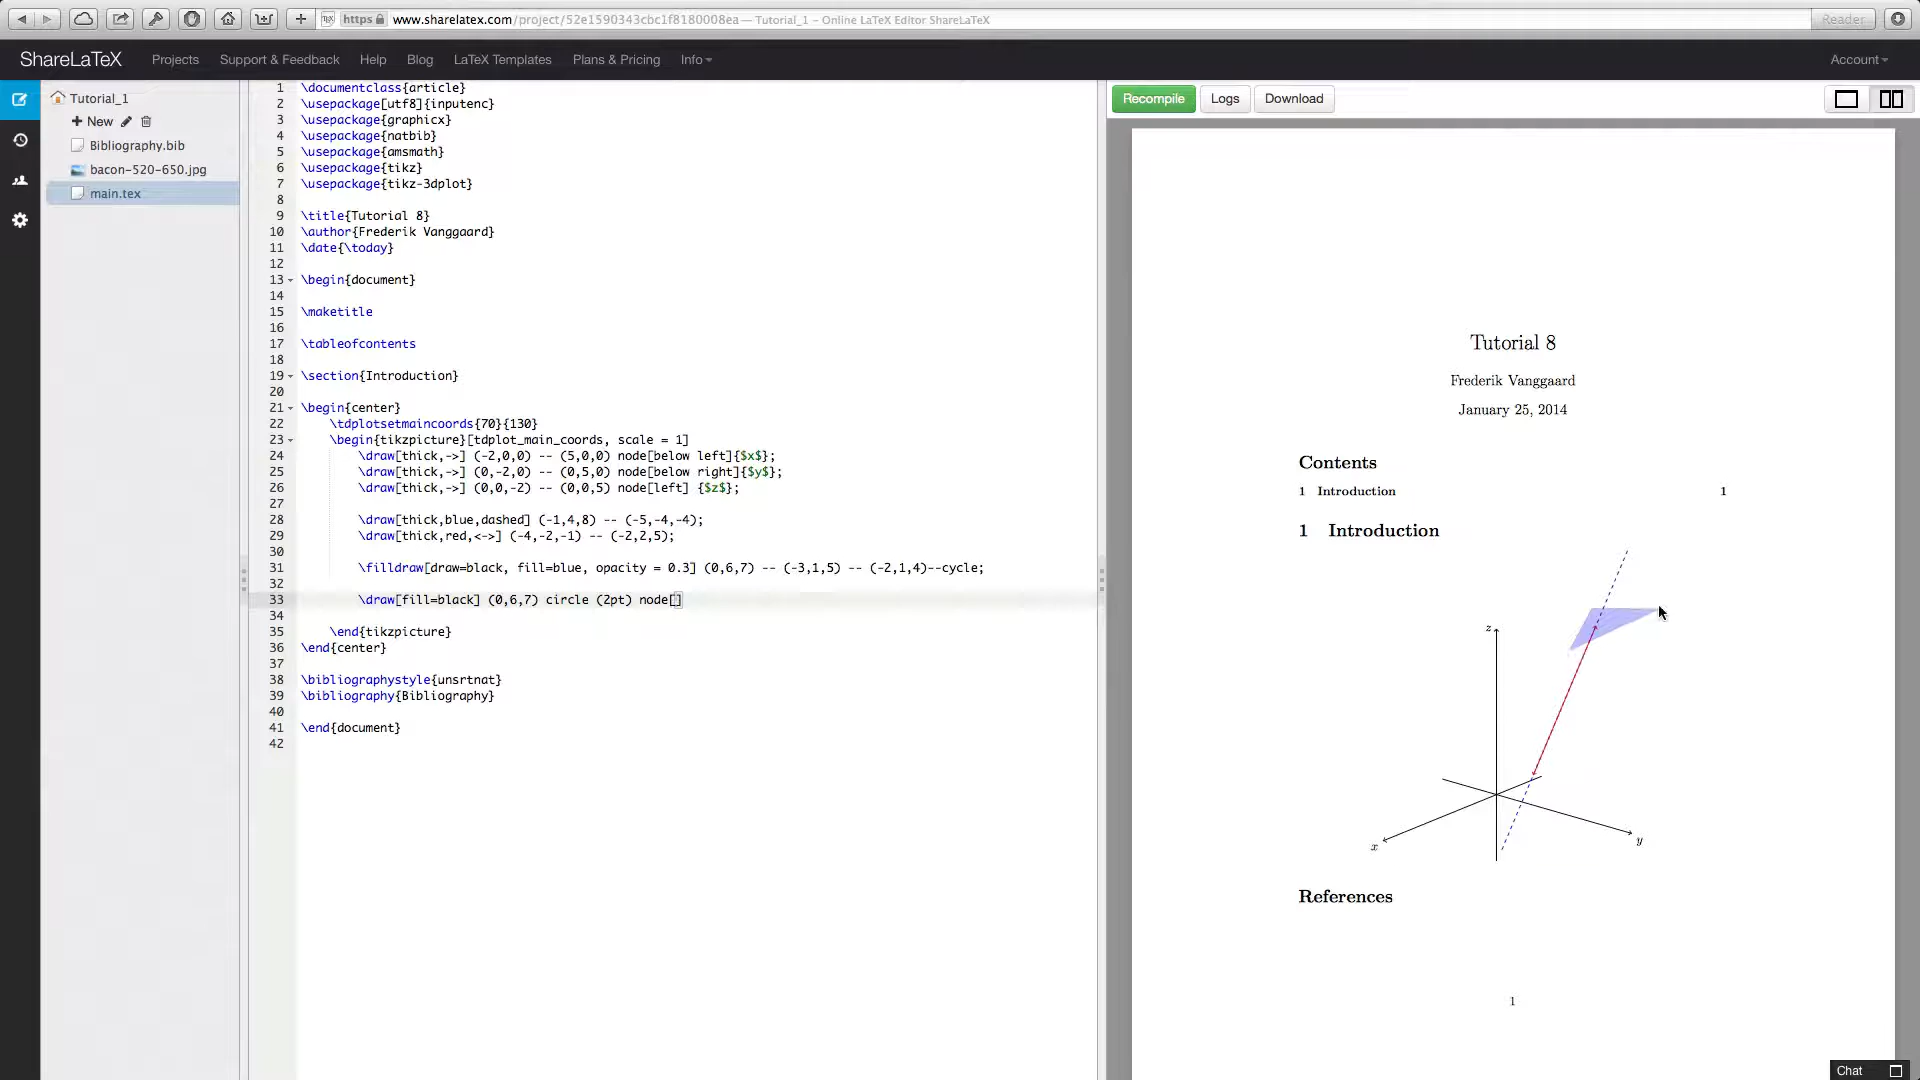 https www.sharelatex.com/project/52e1590343cbc1f8180008ea — Tutorial_1 – Online LaTeX Editor ShareLaTeX Reader
ShareLaTeX Projects Support & Feedback Help Blog LaTeX Templates Plans & Pricing Info Account
Tutorial_1
New
Bibliography.bib
bacon-520-650.jpg
main.tex
1 \documentclass{article}
2 \usepackage[utf8]{inputenc}
3 \usepackage{graphicx}
4 \usepackage{natbib}
5 \usepackage{amsmath}
6 \usepackage{tikz}
7 \usepackage{tikz-3dplot}
8
9 \title{Tutorial 8}
10 \author{Frederik Vanggaard}
11 \date{\today}
12
13 \begin{document}
14
15 \maketitle
16
17 \tableofcontents
18
19 \section{Introduction}
20
21 \begin{center}
22 \tdplotsetmaincoords{70}{130}
23 \begin{tikzpicture}[tdplot_main_coords, scale = 1]
24 \draw[thick,->] (-2,0,0) -- (5,0,0) node[below left]{$x$};
25 \draw[thick,->] (0,-2,0) -- (0,5,0) node[below right]{$y$};
26 \draw[thick,->] (0,0,-2) -- (0,0,5) node[left] {$z$};
27
28 \draw[thick,blue,dashed] (-1,4,8) -- (-5,-4,-4);
29 \draw[thick,red,<->] (-4,-2,-1) -- (-2,2,5);
30
31 \filldraw[draw=black, fill=blue, opacity = 0.3] (0,6,7) -- (-3,1,5) -- (-2,1,4)--cycle;
32
33 \draw[fill=black] (0,6,7) circle (2pt) node[]
34
35 \end{tikzpicture}
36 \end{center}
37
38 \bibliographystyle{unsrtnat}
39 \bibliography{Bibliography}
40
41 \end{document}
42
Recompile Logs Download
Tutorial 8
Frederik Vanggaard
January 25, 2014
Contents
1 Introduction 1
1 Introduction
z
x
y
References
1
Chat